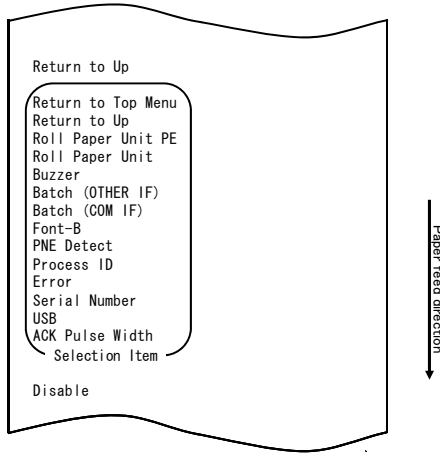 Return to Up
Return to Top Menu
Return to Up
Roll Paper Unit PE
Roll Paper Unit
Buzzer
Batch (OTHER IF)
Batch (COM IF)
Font-B
PNE Detect
Process ID
Error
Serial Number
USB
ACK Pulse Width
Selection Item
Disable
Paper feed direction